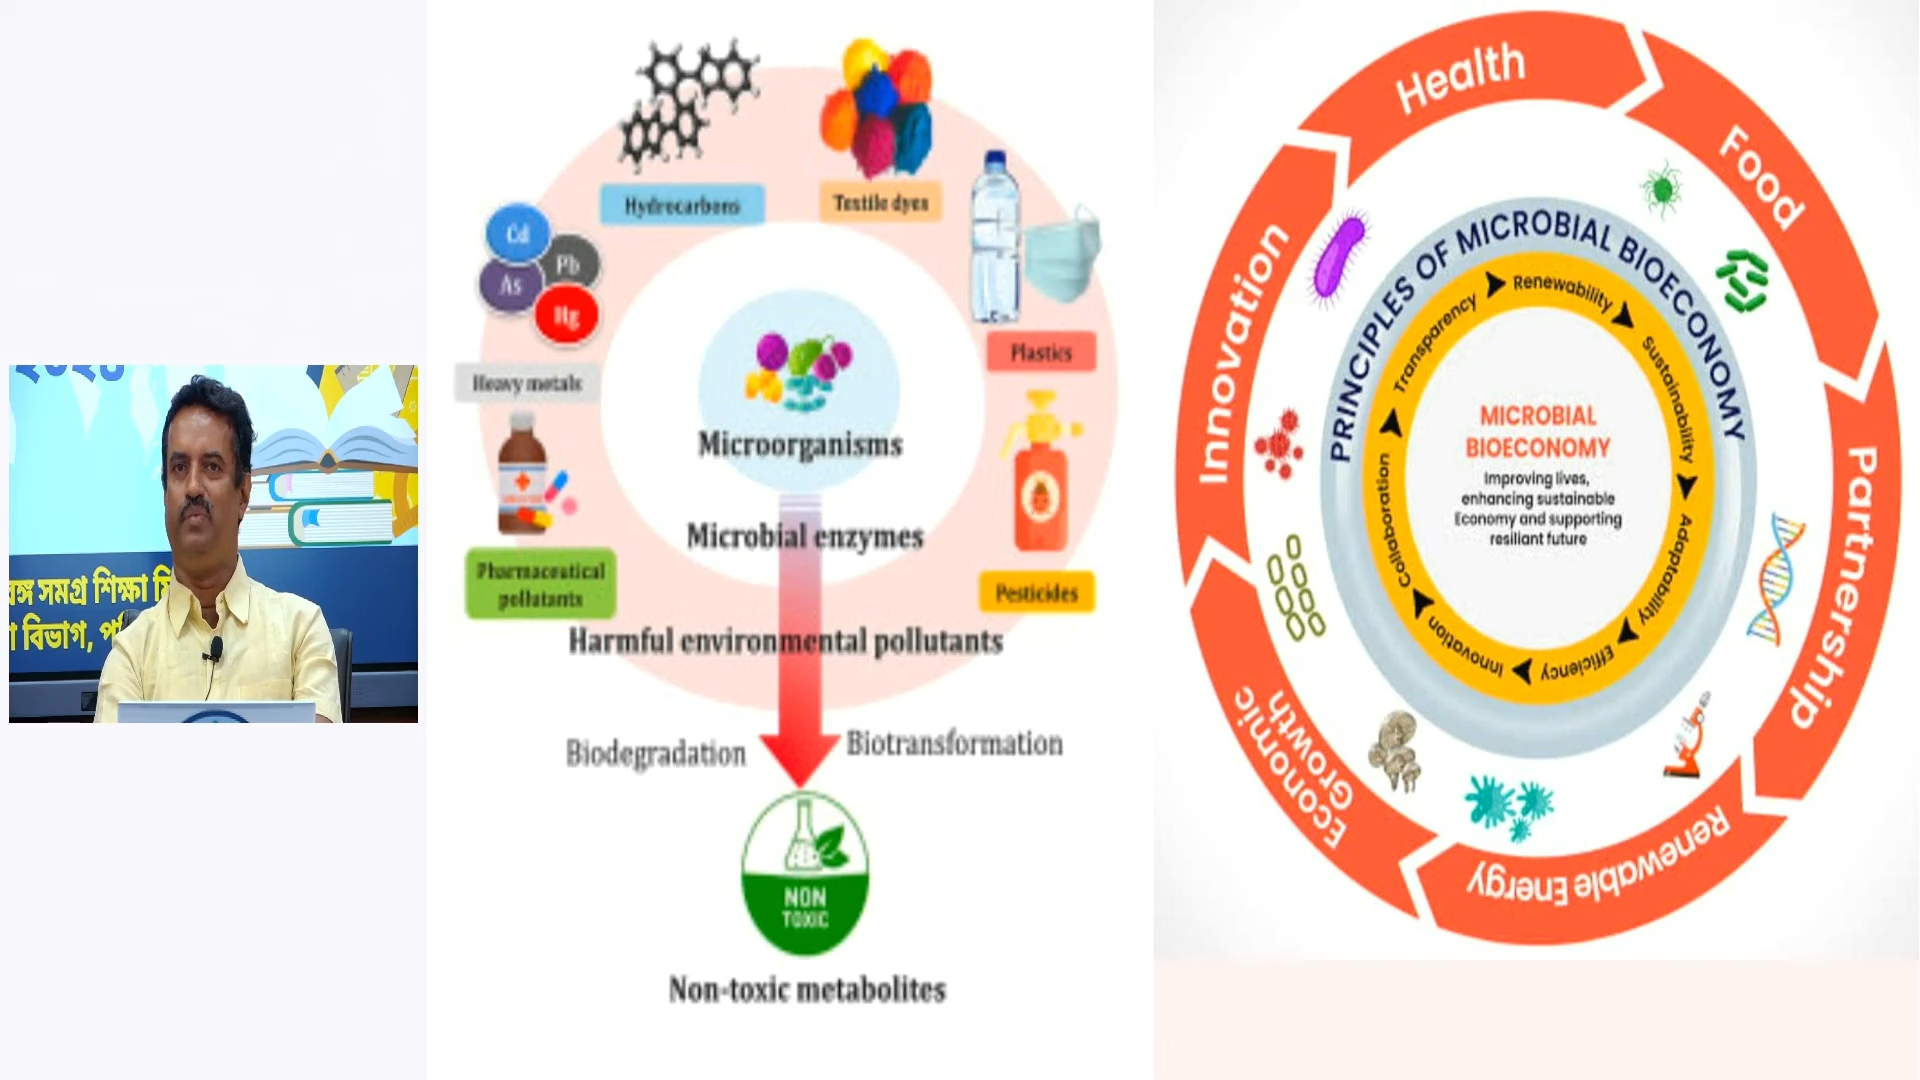 ২০২৩
বঙ্গ সমগ্র শিক্ষা মি
া বিভাগ, প
Hydrocarbons
Textile dyes
Cd
Pb
As
Hg
Heavy metals
Plastics
Microorganisms
Microbial enzymes
Pharmaceutical
pollutants
Pesticides
Harmful environmental pollutants
Biodegradation
Biotransformation
NON
TOXIC
Non-toxic metabolites
Health
Food
Partnership
Renewable Energy
Economic
Growth
Innovation
PRINCIPLES OF MICROBIAL BIOECONOMY
Transparency
Renewability
Sustainability
Adaptability
Efficiency
Innovation
Collaboration
MICROBIAL
BIOECONOMY
Improving lives,
enhancing sustainable
Economy and supporting
resiliant future